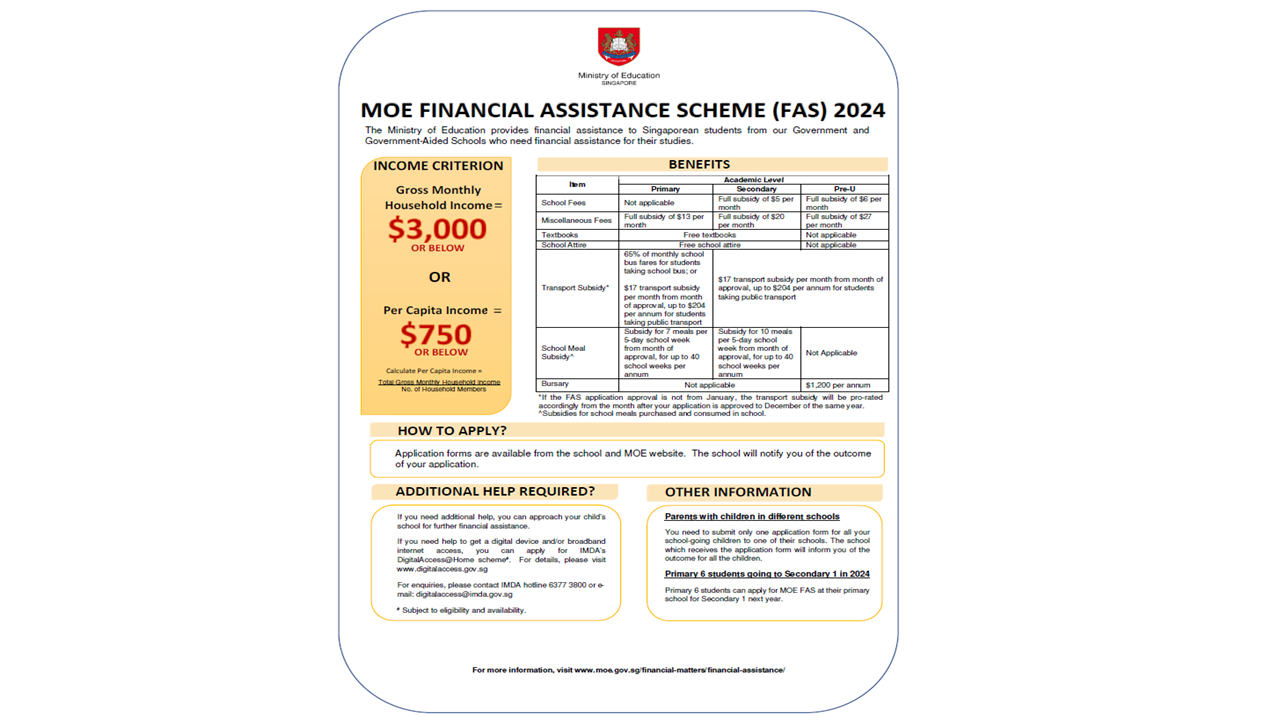 Ministry of Education
SINGAPORE
MOE FINANCIAL ASSISTANCE SCHEME (FAS) 2024
The Ministry of Education provides financial assistance to Singaporean students from our Government and
Government-Aided Schools who need financial assistance for their studies.
INCOME CRITERION
Gross Monthly
Household Income =
$3,000
OR BELOW
OR
Per Capita Income =
$750
OR BELOW
Calculate Per Capita Income =
Total Gross Monthly Household Income
No. of Household Members
BENEFITS
Item
Academic Level
Primary
Secondary
Pre-U
School Fees
Not applicable
Full subsidy of $5 per
month
Full subsidy of $6 per
month
Miscellaneous Fees
Full subsidy of $13 per
month
Full subsidy of $20
per month
Full subsidy of $27
per month
Textbooks
Free textbooks
Not applicable
School Attire
Free school attire
Not applicable
Transport Subsidy*
65% of monthly school
bus fares for students
taking school bus; or
$17 transport subsidy
per month from month
of approval, up to $204
per annum for students
taking public transport
$17 transport subsidy per month from month of
approval, up to $204 per annum for students
taking public transport
School Meal
Subsidy^
Subsidy for 7 meals per
5-day school week
from month of
approval, for up to 40
school weeks per
annum
Subsidy for 10 meals
per 5-day school
week from month of
approval, for up to 40
school weeks per
annum
Not Applicable
Bursary
Not applicable
$1,200 per annum
*If the FAS application approval is not from January, the transport subsidy will be pro-rated
accordingly from the month after your application is approved to December of the same year.
^Subsidies for school meals purchased and consumed in school.
HOW TO APPLY?
Application forms are available from the school and MOE website. The school will notify you of the outcome
of your application.
ADDITIONAL HELP REQUIRED?
If you need additional help, you can approach your child's
school for further financial assistance.
If you need help to get a digital device and/or broadband
internet access, you can apply for IMDA's
DigitalAccess@Home scheme#. For details, please visit
www.digitalaccess.gov.sg
For enquiries, please contact IMDA hotline 6377 3800 or e-
mail: digitalaccess@imda.gov.sg
# Subject to eligibility and availability.
OTHER INFORMATION
Parents with children in different schools
You need to submit only one application form for all your
school-going children to one of their schools. The school
which receives the application form will inform you of the
outcome for all the children.
Primary 6 students going to Secondary 1 in 2024
Primary 6 students can apply for MOE FAS at their primary
school for Secondary 1 next year.
For more information, visit www.moe.gov.sg/financial-matters/financial-assistance/